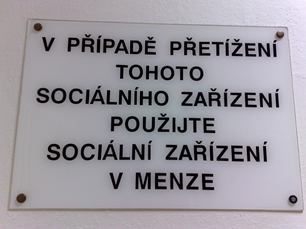 V PŘÍPADĚ PŘETÍŽENÍ
TOHOTO
SOCIÁLNÍHO ZAŘÍZENÍ
POUŽIJTE
SOCIÁLNÍ ZAŘÍZENÍ
V MENZE